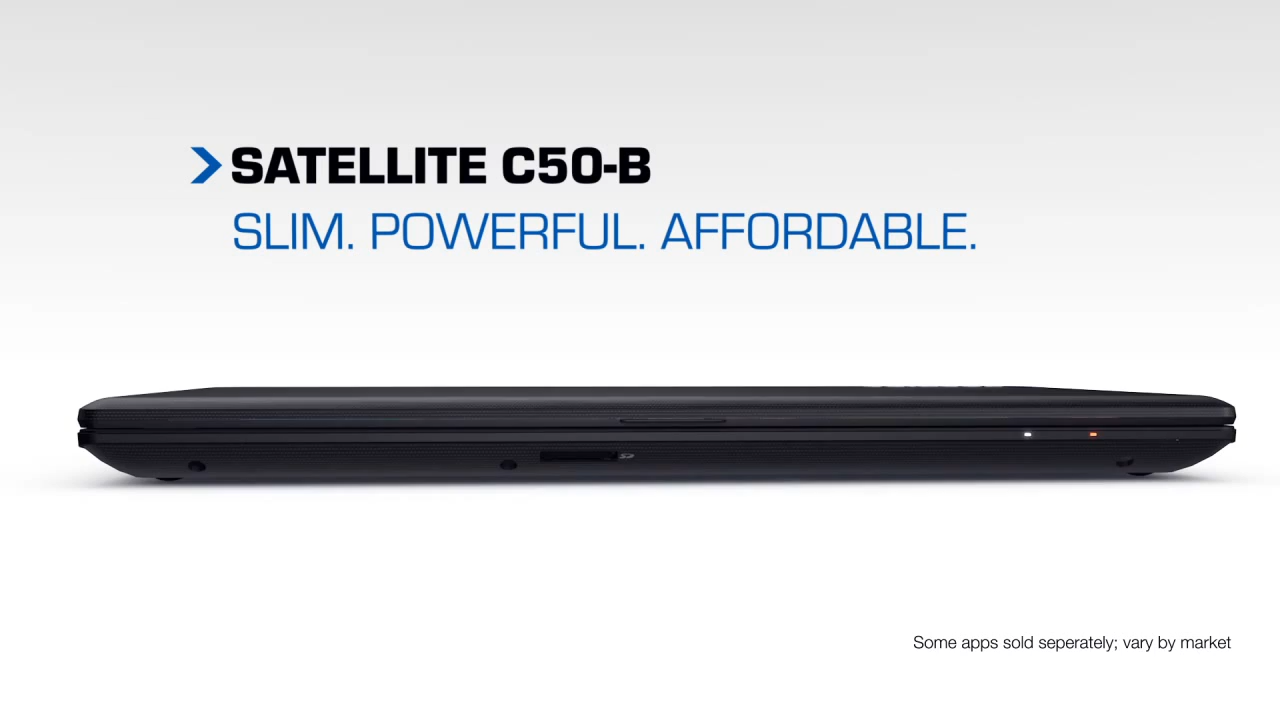 SATELLITE C50-B
SLIM. POWERFUL. AFFORDABLE.
Some apps sold seperately; vary by market